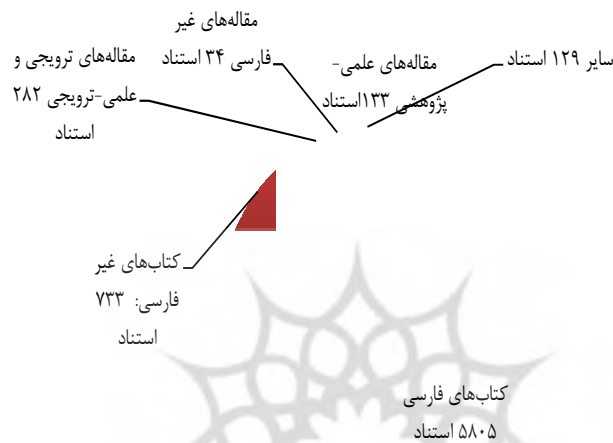 سایر ۱۲۹ استناد
مقاله‌های علمی-
پژوهشی ۱۳۳استناد
مقاله‌های غیر
فارسی ۳۴ استناد
مقاله‌های ترویجی و
علمی-ترویجی ۲۸۲
استناد
کتاب‌های غیر
فارسی: ۷۳۳
استناد
کتاب‌های فارسی
۵۸۰۵ استناد